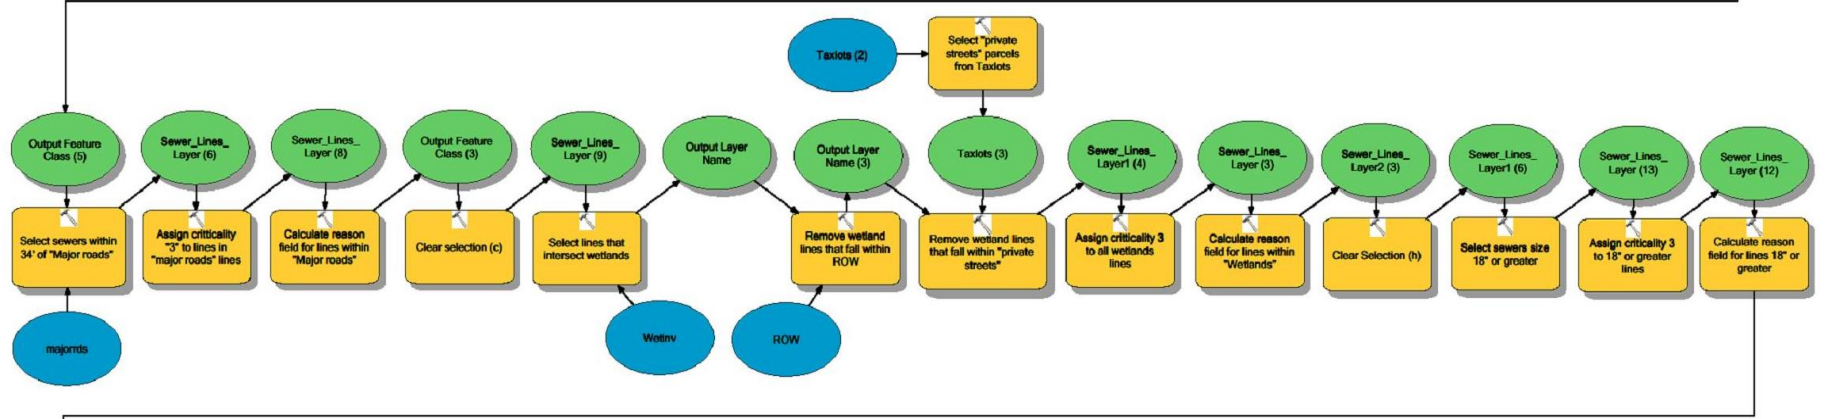 Taxlots (2)
Select "private
streets" parcels
fron Taxlots
Output Feature
Class (5)
Sewer_Lines_
Layer (6)
Sewer_Lines_
Layer (8)
Output Feature
Class (3)
Sewer_Lines_
Layer (9)
Output Layer
Name
Output Layer
Name (3)
Taxlots (3)
Sewer_Lines_
Layer1 (4)
Sewer_Lines_
Layer (3)
Sewer_Lines_
Layer2 (3)
Sewer_Lines_
Layer1 (6)
Sewer_Lines_
Layer (13)
Sewer_Lines_
Layer (12)
Select sewers within
34' of "Major roads"
Assign criticality
"3" to lines in
"major roads" lines
Calculate reason
field for lines within
"Major roads"
Clear selection (c)
Select lines that
intersect wetlands
Remove wetland
lines that fall within
ROW
Remove wetland lines
that fall within "private
streets"
Assign criticality 3
to all wetlands
lines
Calculate reason
field for lines within
"Wetlands"
Clear Selection (h)
Select sewers size
18" or greater
Assign criticality 3
to 18" or greater
lines
Calculate reason
field for lines 18" or
greater
majorrds
Wetinv
ROW